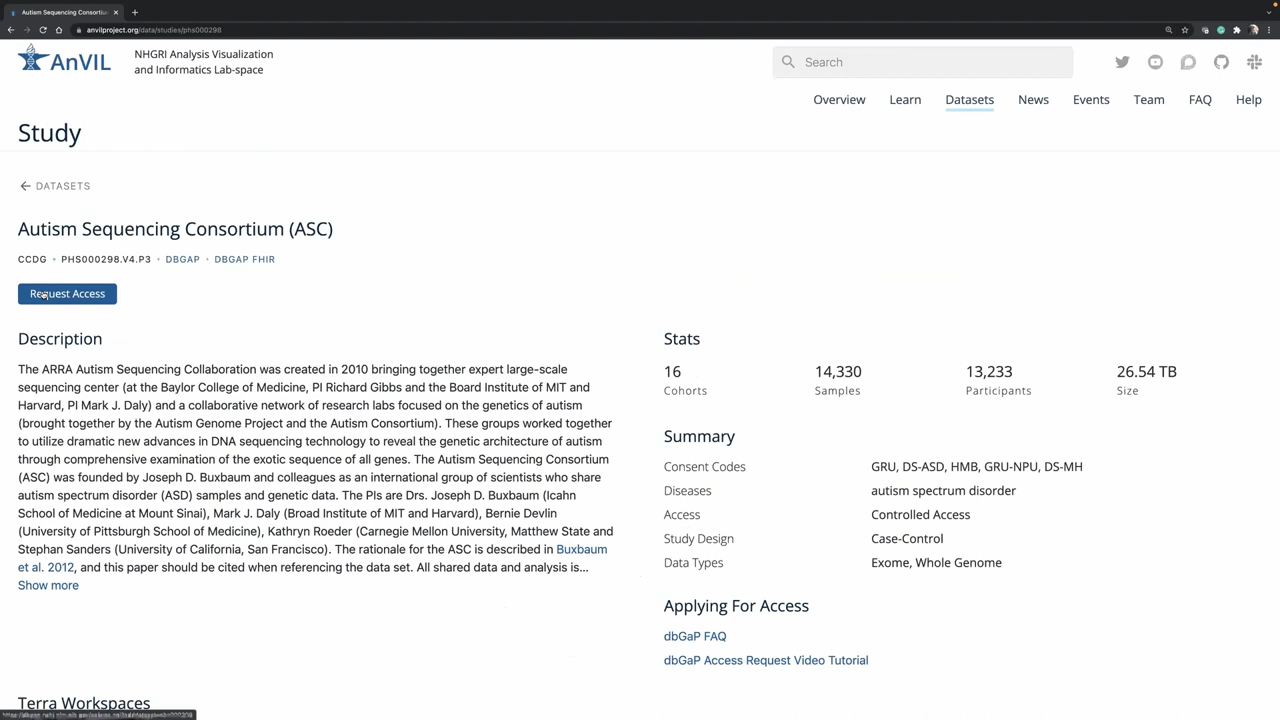 Autism Sequencing Consortiu
anvilproject.org/data/studies/phs000298
AnVIL
NHGRI Analysis Visualization
and Informatics Lab-space
Search
Overview
Learn
Datasets
News
Events
Team
FAQ
Help
Study
← DATASETS
Autism Sequencing Consortium (ASC)
CCDG • PHS000298.V4.P3 • DBGAP • DBGAP FHIR
Request Access
Description
The ARRA Autism Sequencing Collaboration was created in 2010 bringing together expert large-scale
sequencing center (at the Baylor College of Medicine, PI Richard Gibbs and the Board Institute of MIT and
Harvard, PI Mark J. Daly) and a collaborative network of research labs focused on the genetics of autism
(brought together by the Autism Genome Project and the Autism Consortium). These groups worked together
to utilize dramatic new advances in DNA sequencing technology to reveal the genetic architecture of autism
through comprehensive examination of the exotic sequence of all genes. The Autism Sequencing Consortium
(ASC) was founded by Joseph D. Buxbaum and colleagues as an international group of scientists who share
autism spectrum disorder (ASD) samples and genetic data. The PIs are Drs. Joseph D. Buxbaum (Icahn
School of Medicine at Mount Sinai), Mark J. Daly (Broad Institute of MIT and Harvard), Bernie Devlin
(University of Pittsburgh School of Medicine), Kathryn Roeder (Carnegie Mellon University, Matthew State and
Stephan Sanders (University of California, San Francisco). The rationale for the ASC is described in Buxbaum
et al. 2012, and this paper should be cited when referencing the data set. All shared data and analysis is...
Show more
Stats
16
Cohorts
14,330
Samples
13,233
Participants
26.54 TB
Size
Summary
Consent Codes GRU, DS-ASD, HMB, GRU-NPU, DS-MH
Diseases autism spectrum disorder
Access Controlled Access
Study Design Case-Control
Data Types Exome, Whole Genome
Applying For Access
dbGaP FAQ
dbGaP Access Request Video Tutorial
Terra Workspaces